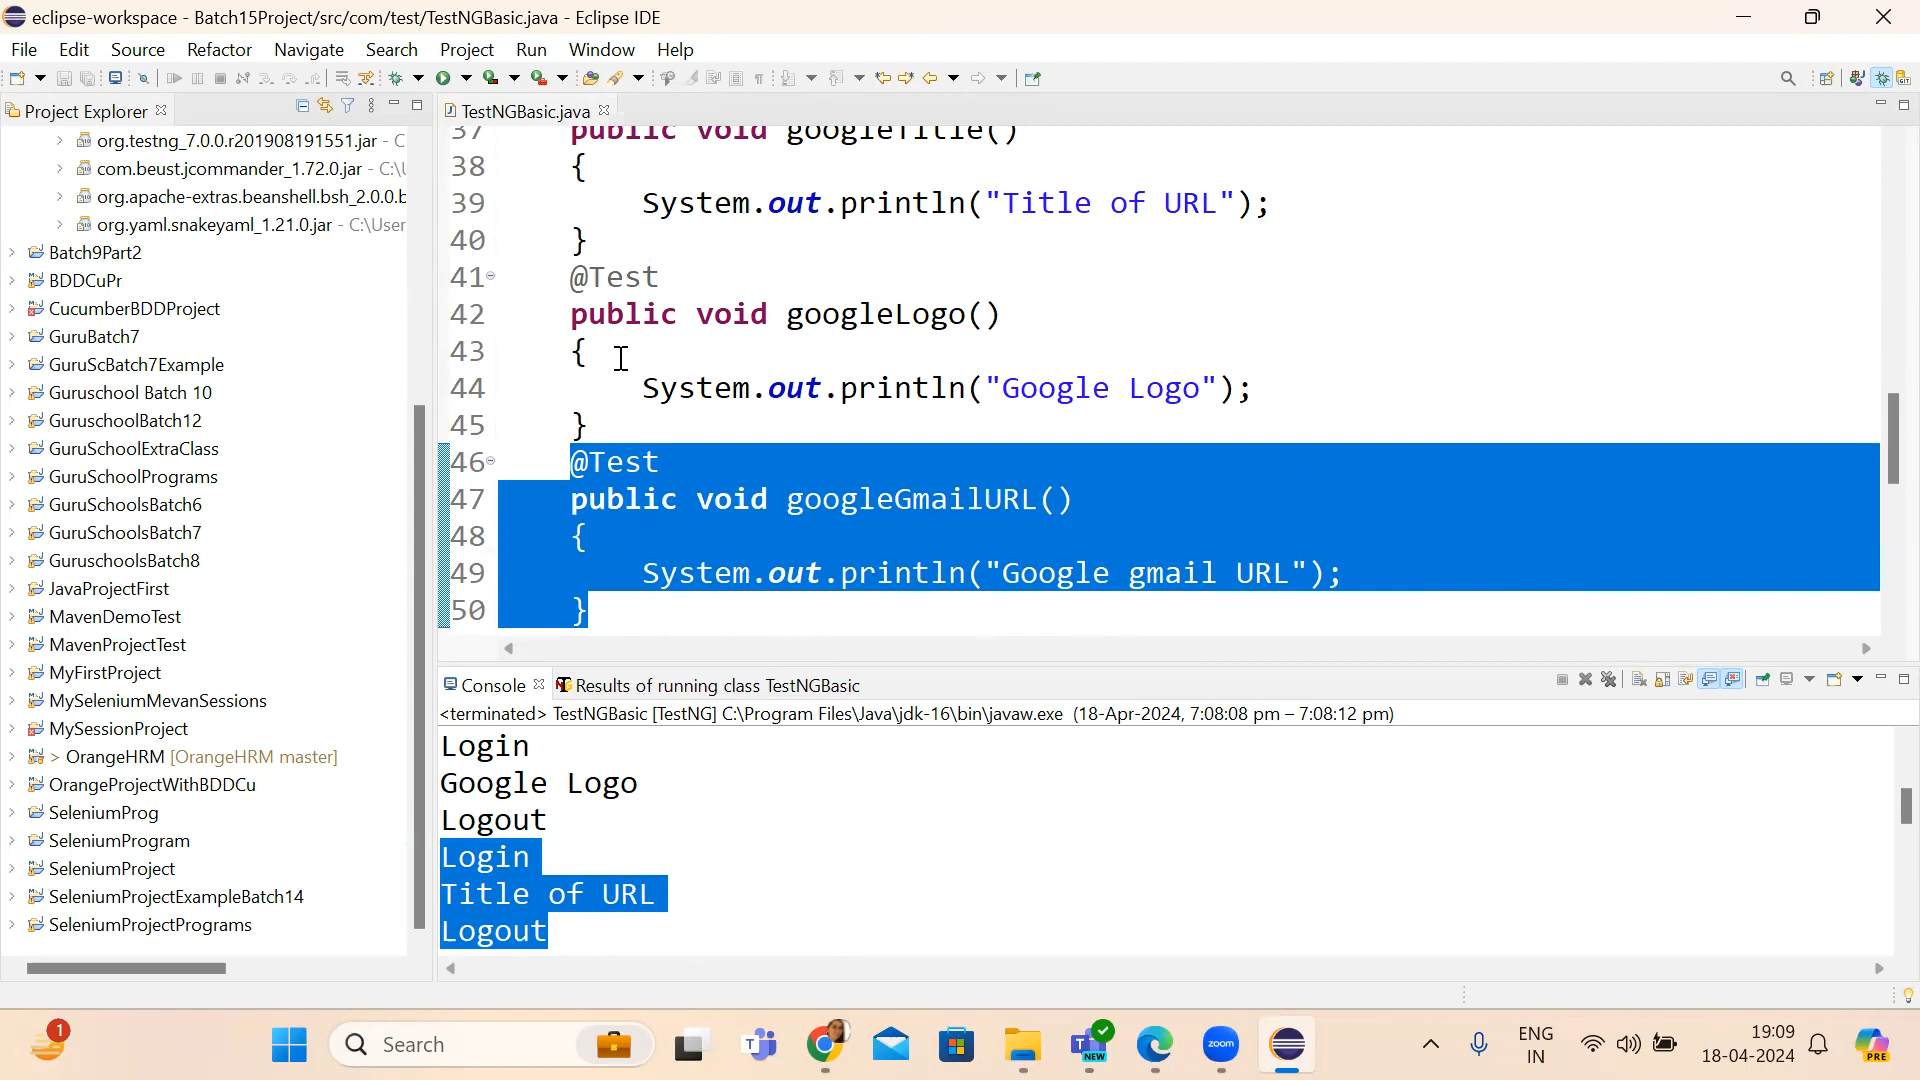 eclipse-workspace - Batch15Project/src/com/test/TestNGBasic.java - Eclipse IDE
File Edit Source Refactor Navigate Search Project Run Window Help
Project Explorer
org.testng_7.0.0.r201908191551.jar - C
com.beust.jcommander_1.72.0.jar - C:\U
org.apache-extras.beanshell.bsh_2.0.0.b
org.yaml.snakeyaml_1.21.0.jar - C:\User
Batch9Part2
BDDCuPr
CucumberBDDProject
GuruBatch7
GuruScBatch7Example
Guruschool Batch 10
GuruschoolBatch12
GuruSchoolExtraClass
GuruSchoolPrograms
GuruSchoolsBatch6
GuruSchoolsBatch7
GuruschoolsBatch8
JavaProjectFirst
MavenDemoTest
MavenProjectTest
MyFirstProject
MySeleniumMevanSessions
MySessionProject
> OrangeHRM [OrangeHRM master]
OrangeProjectWithBDDCu
SeleniumProg
SeleniumProgram
SeleniumProject
SeleniumProjectExampleBatch14
SeleniumProjectPrograms
TestNGBasic.java
37 public void googleTitle()
38 {
39 System.out.println("Title of URL");
40 }
41 @Test
42 public void googleLogo()
43 {
44 System.out.println("Google Logo");
45 }
46 @Test
47 public void googleGmailURL()
48 {
49 System.out.println("Google gmail URL");
50 }
Console Results of running class TestNGBasic
<terminated> TestNGBasic [TestNG] C:\Program Files\Java\jdk-16\bin\javaw.exe (18-Apr-2024, 7:08:08 pm – 7:08:12 pm)
Login
Google Logo
Logout
Login
Title of URL
Logout
1
Search
NEW
zoom
ENG
IN
19:09
18-04-2024
PRE